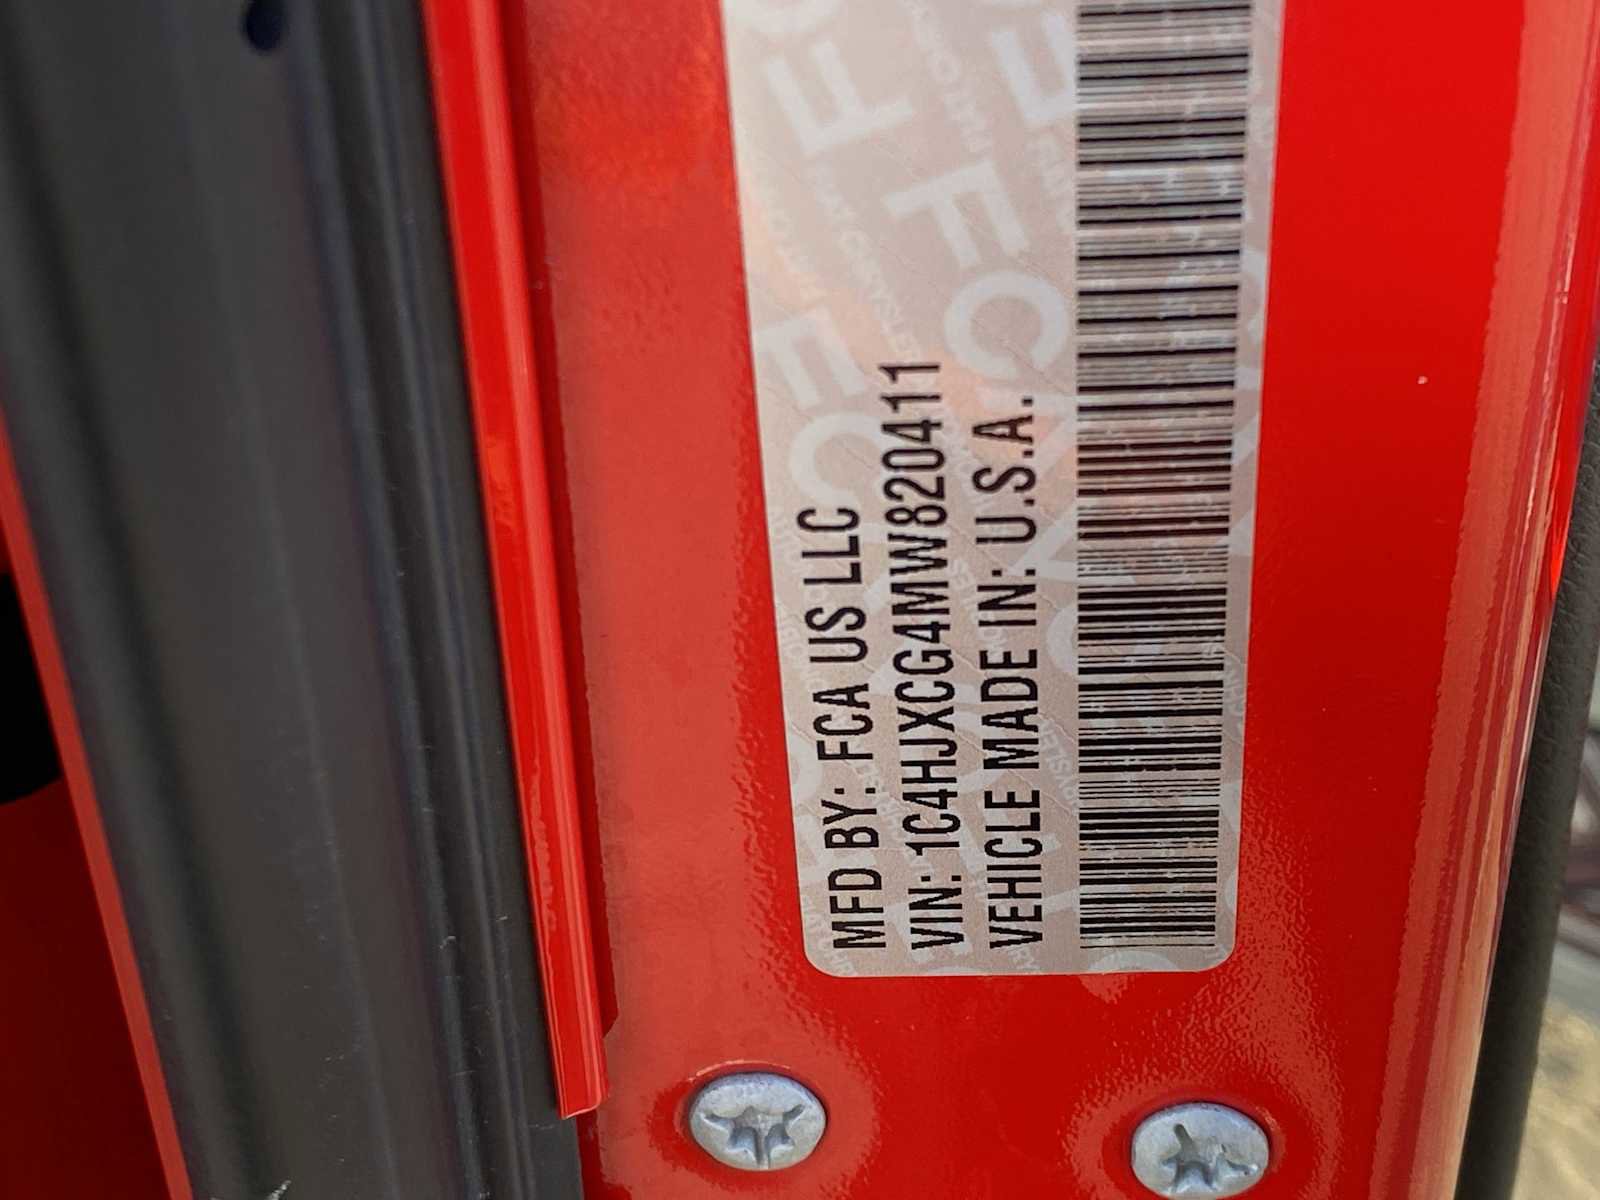 MFD BY: FCA US LLC
VIN: 1C4HJXCG4MW820411
VEHICLE MADE IN: U.S.A.